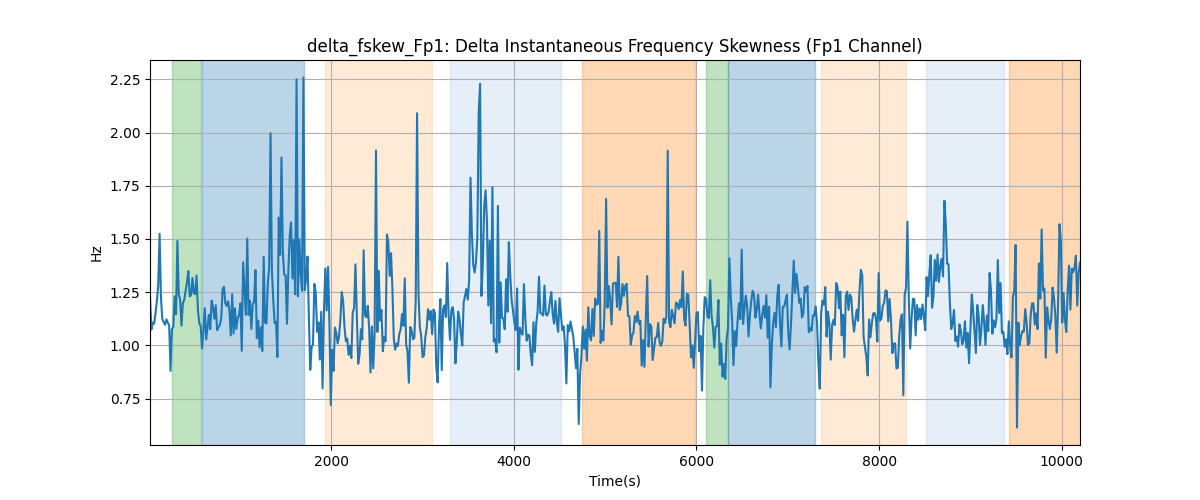 delta_fskew_Fp1: Delta Instantaneous Frequency Skewness (Fp1 Channel)
2.25
2.00
1.75
1.50
1.25
1.00
0.75
Hz
2000 4000 6000 8000 10000
Time(s)